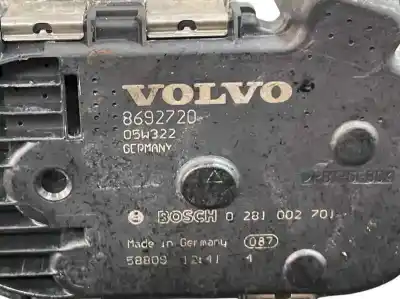 VOLVO
8692720
05W322
GERMANY
BOSCH 0 281 002 701
Made in Germany 087
58809 12:41 4